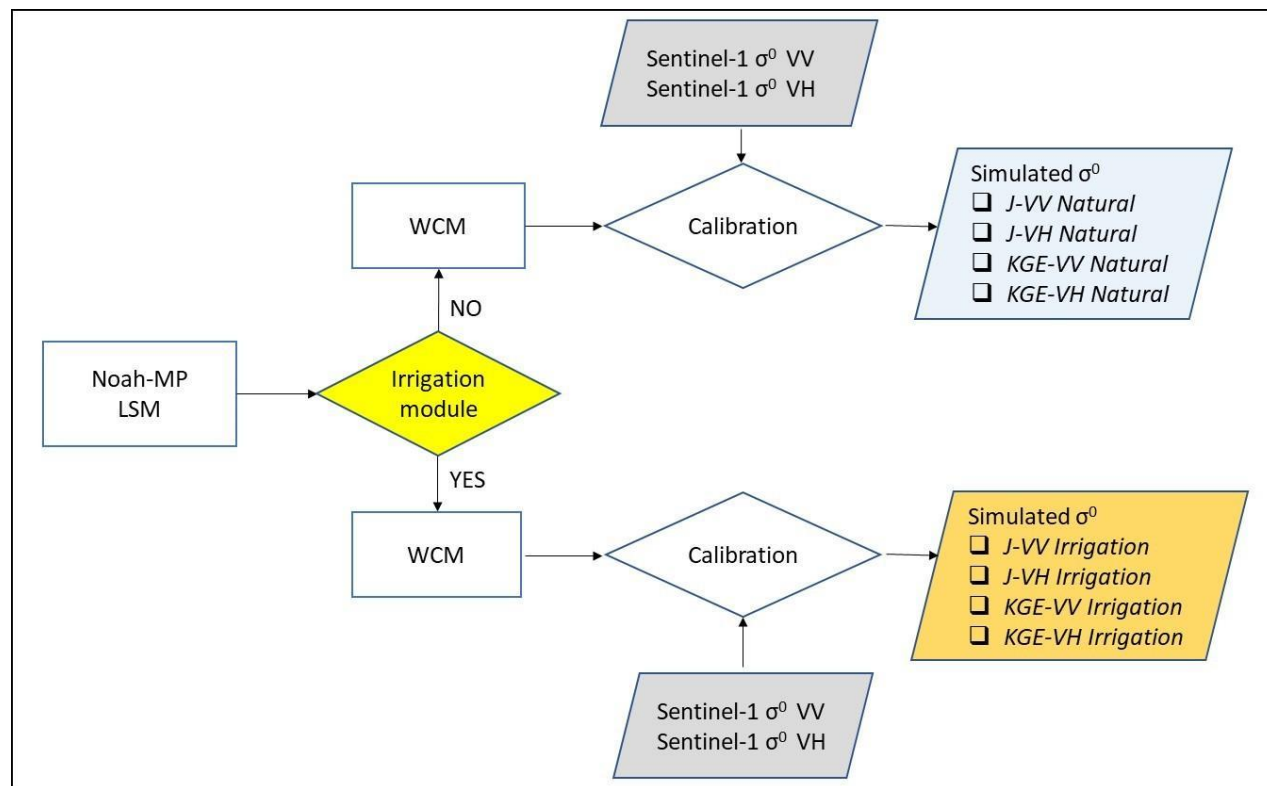 Sentinel-1 σ⁰ VV
Sentinel-1 σ⁰ VH
WCM
Calibration
Simulated σ⁰
❑ J-VV Natural
❑ J-VH Natural
❑ KGE-VV Natural
❑ KGE-VH Natural
NO
Noah-MP
LSM
Irrigation
module
YES
WCM
Calibration
Simulated σ⁰
❑ J-VV Irrigation
❑ J-VH Irrigation
❑ KGE-VV Irrigation
❑ KGE-VH Irrigation
Sentinel-1 σ⁰ VV
Sentinel-1 σ⁰ VH